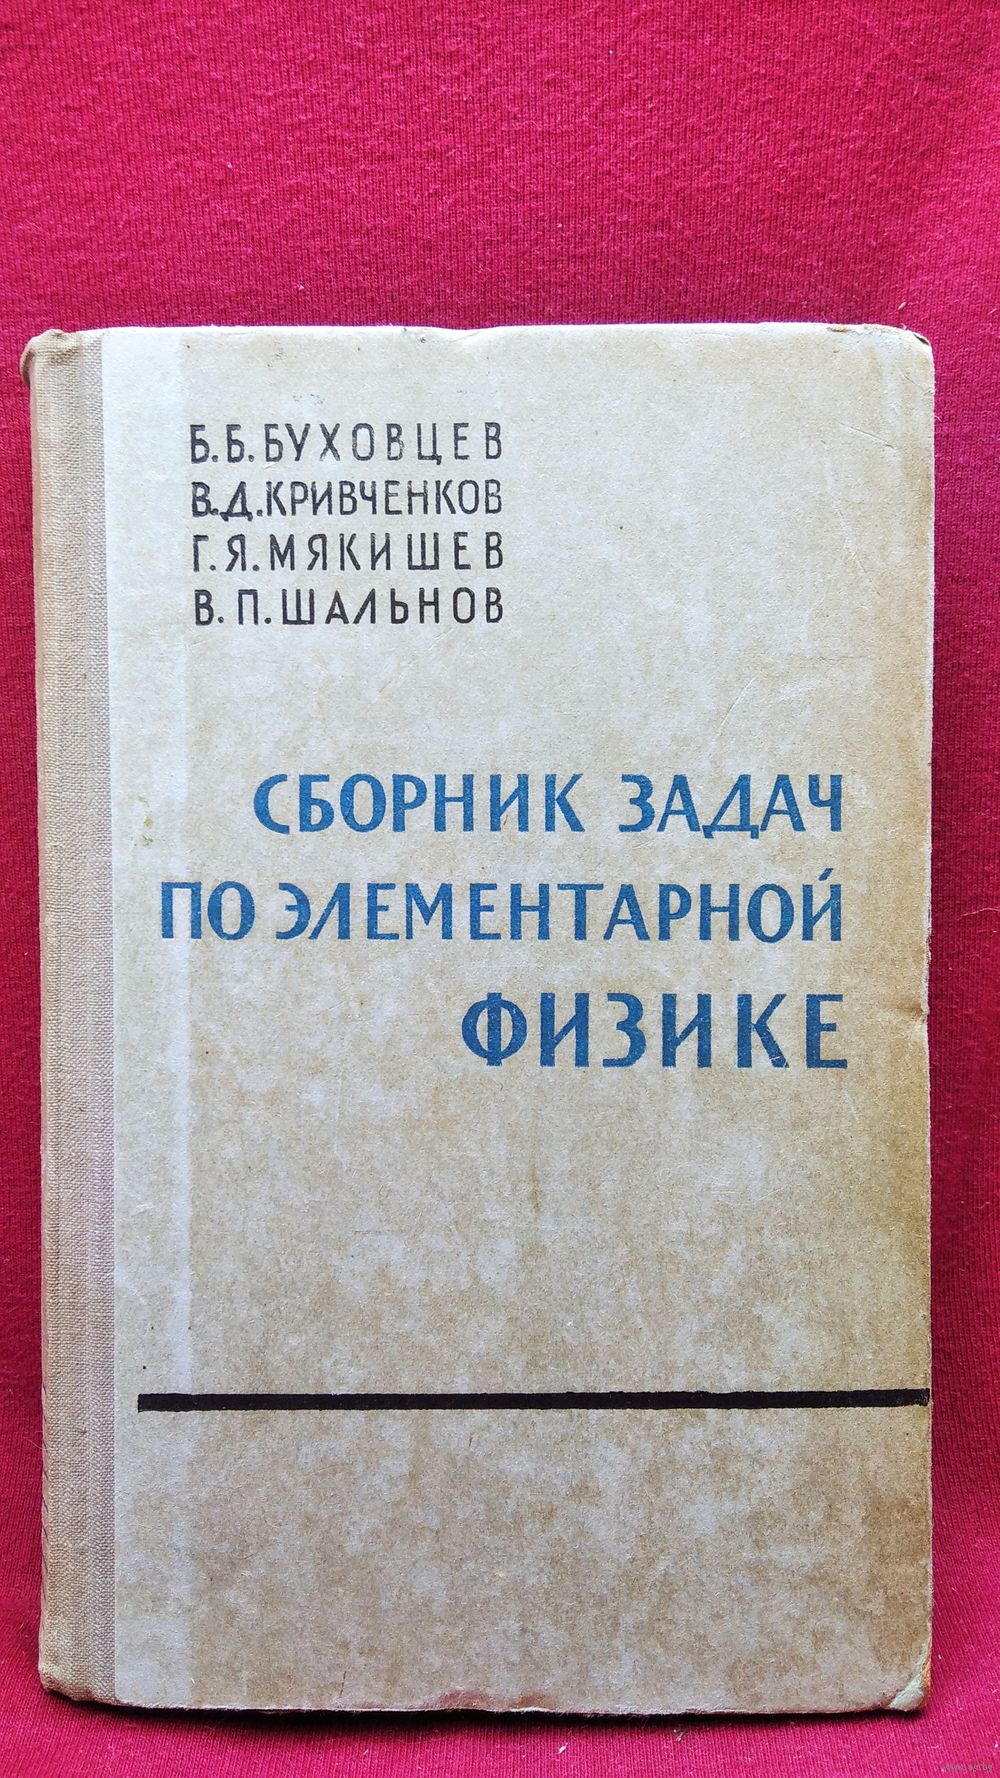 Б.Б.БУХОВЦЕВ
В.Д.КРИВЧЕНКОВ
Г.Я.МЯКИШЕВ
В.П.ШАЛЬНОВ
СБОРНИК ЗАДАЧ
ПО ЭЛЕМЕНТАРНОЙ
ФИЗИКЕ